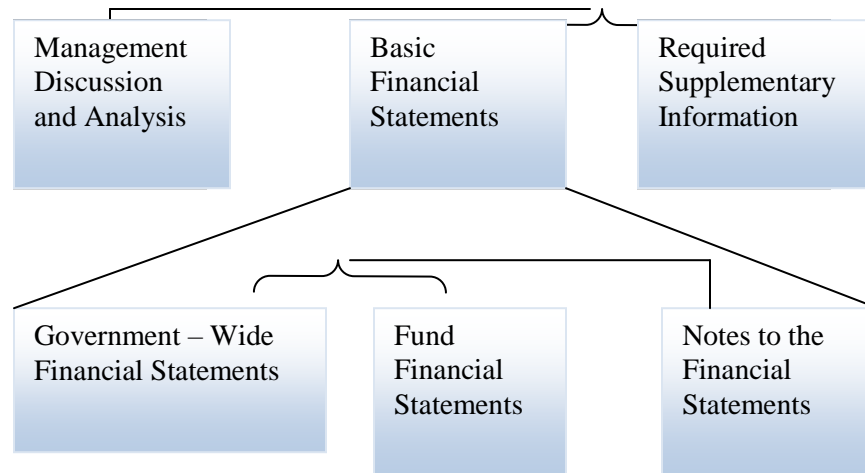 Management
Discussion
and Analysis
Basic
Financial
Statements
Required
Supplementary
Information
Government – Wide
Financial Statements
Fund
Financial
Statements
Notes to the
Financial
Statements